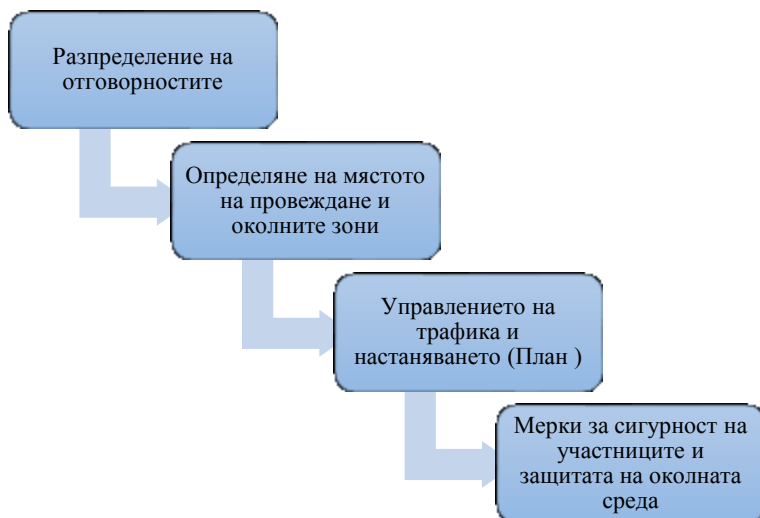 Разпределение на
отговорностите
Определяне на мястото
на провеждане и
околните зони
Управлението на
трафика и
настаняването (План )
Мерки за сигурност на
участниците и
защитата на околната
среда